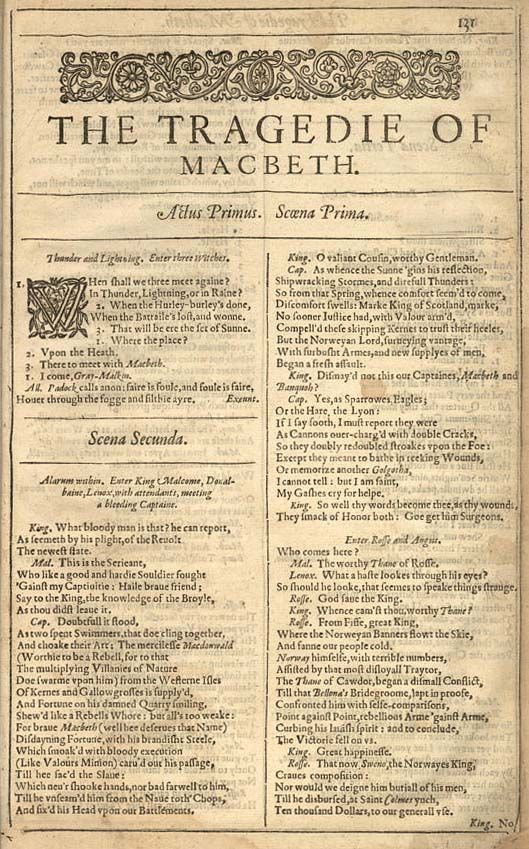 131
THE TRAGEDIE OF
MACBETH.
Actus Primus. Scœna Prima.
Thunder and Lightning. Enter three Witches.
1. WHen shall we three meet againe?
In Thunder, Lightning, or in Raine?
2. When the Hurley-burley's done,
When the Battaile's lost, and wonne.
3. That will be ere the set of Sunne.
1. Where the place?
2. Vpon the Heath.
3. There to meet with Macbeth.
1. I come, Gray-Malkin.
All. Padock calls anon: faire is foule, and foule is faire,
Houer through the fogge and filthie ayre. Exeunt.
Scena Secunda.
Alarum within. Enter King Malcome, Donal-
baine, Lenox, with attendants, meeting
a bleeding Captaine.
King. What bloody man is that? he can report,
As seemeth by his plight, of the Reuolt
The newest state.
Mal. This is the Serieant,
Who like a good and hardie Souldier fought
'Gainst my Captiuitie: Haile braue friend;
Say to the King, the knowledge of the Broyle,
As thou didst leaue it.
Cap. Doubtfull it stood,
As two spent Swimmers, that doe cling together,
And choake their Art: The mercilesse Macdonwald
(Worthie to be a Rebell, for to that
The multiplying Villanies of Nature
Doe swarme vpon him) from the Westerne Isles
Of Kernes and Gallowgrosses is supply'd,
And Fortune on his damned Quarry smiling,
Shew'd like a Rebells Whore: but all's too weake:
For braue Macbeth (well hee deserues that Name)
Disdayning Fortune, with his brandisht Steele,
Which smoak'd with bloody execution
(Like Valours Minion) caru'd out his passage,
Till hee fac'd the Slaue:
Which neu'r shooke hands, nor bad farwell to him,
Till he vnseam'd him from the Naue toth' Chops,
And fix'd his Head vpon our Battlements.
King. O valiant Cousin, worthy Gentleman.
Cap. As whence the Sunne 'gins his reflection,
Shipwracking Stormes, and direfull Thunders:
So from that Spring, whence comfort seem'd to come,
Discomfort swells: Marke King of Scotland, marke,
No sooner Iustice had, with Valour arm'd,
Compell'd these skipping Kernes to trust their heeles,
But the Norweyan Lord, surueying vantage,
With furbusht Armes, and new supplyes of men,
Began a fresh assault.
King. Dismay'd not this our Captaines, Macbeth and
Banquoh?
Cap. Yes, as Sparrowes, Eagles;
Or the Hare, the Lyon:
If I say sooth, I must report they were
As Cannons ouer-charg'd with double Cracks,
So they doubly redoubled stroakes vpon the Foe:
Except they meant to bathe in reeking Wounds,
Or memorize another Golgotha,
I cannot tell: but I am faint,
My Gashes cry for helpe.
King. So well thy words become thee, as thy wounds,
They smack of Honor both: Goe get him Surgeons.
Enter Rosse and Angus.
Who comes here?
Mal. The worthy Thane of Rosse.
Lenox. What a haste lookes through his eyes?
So should he looke, that seemes to speake things strange.
Rosse. God saue the King.
King. Whence cam'st thou, worthy Thane?
Rosse. From Fiffe, great King,
Where the Norweyan Banners flowt the Skie,
And fanne our people cold.
Norway himselfe, with terrible numbers,
Assisted by that most disloyall Traytor,
The Thane of Cawdor, began a dismall Conflict,
Till that Bellona's Bridegroome, lapt in proofe,
Confronted him with selfe-comparisons,
Point against Point, rebellious Arme 'gainst Arme,
Curbing his lauish spirit: and to conclude,
The Victorie fell on vs.
King. Great happinesse.
Rosse. That now Sweno, the Norwayes King,
Craues composition:
Nor would we deigne him buriall of his men,
Till he disbursed, at Saint Colmes ynch,
Ten thousand Dollars, to our generall vse.
King. No